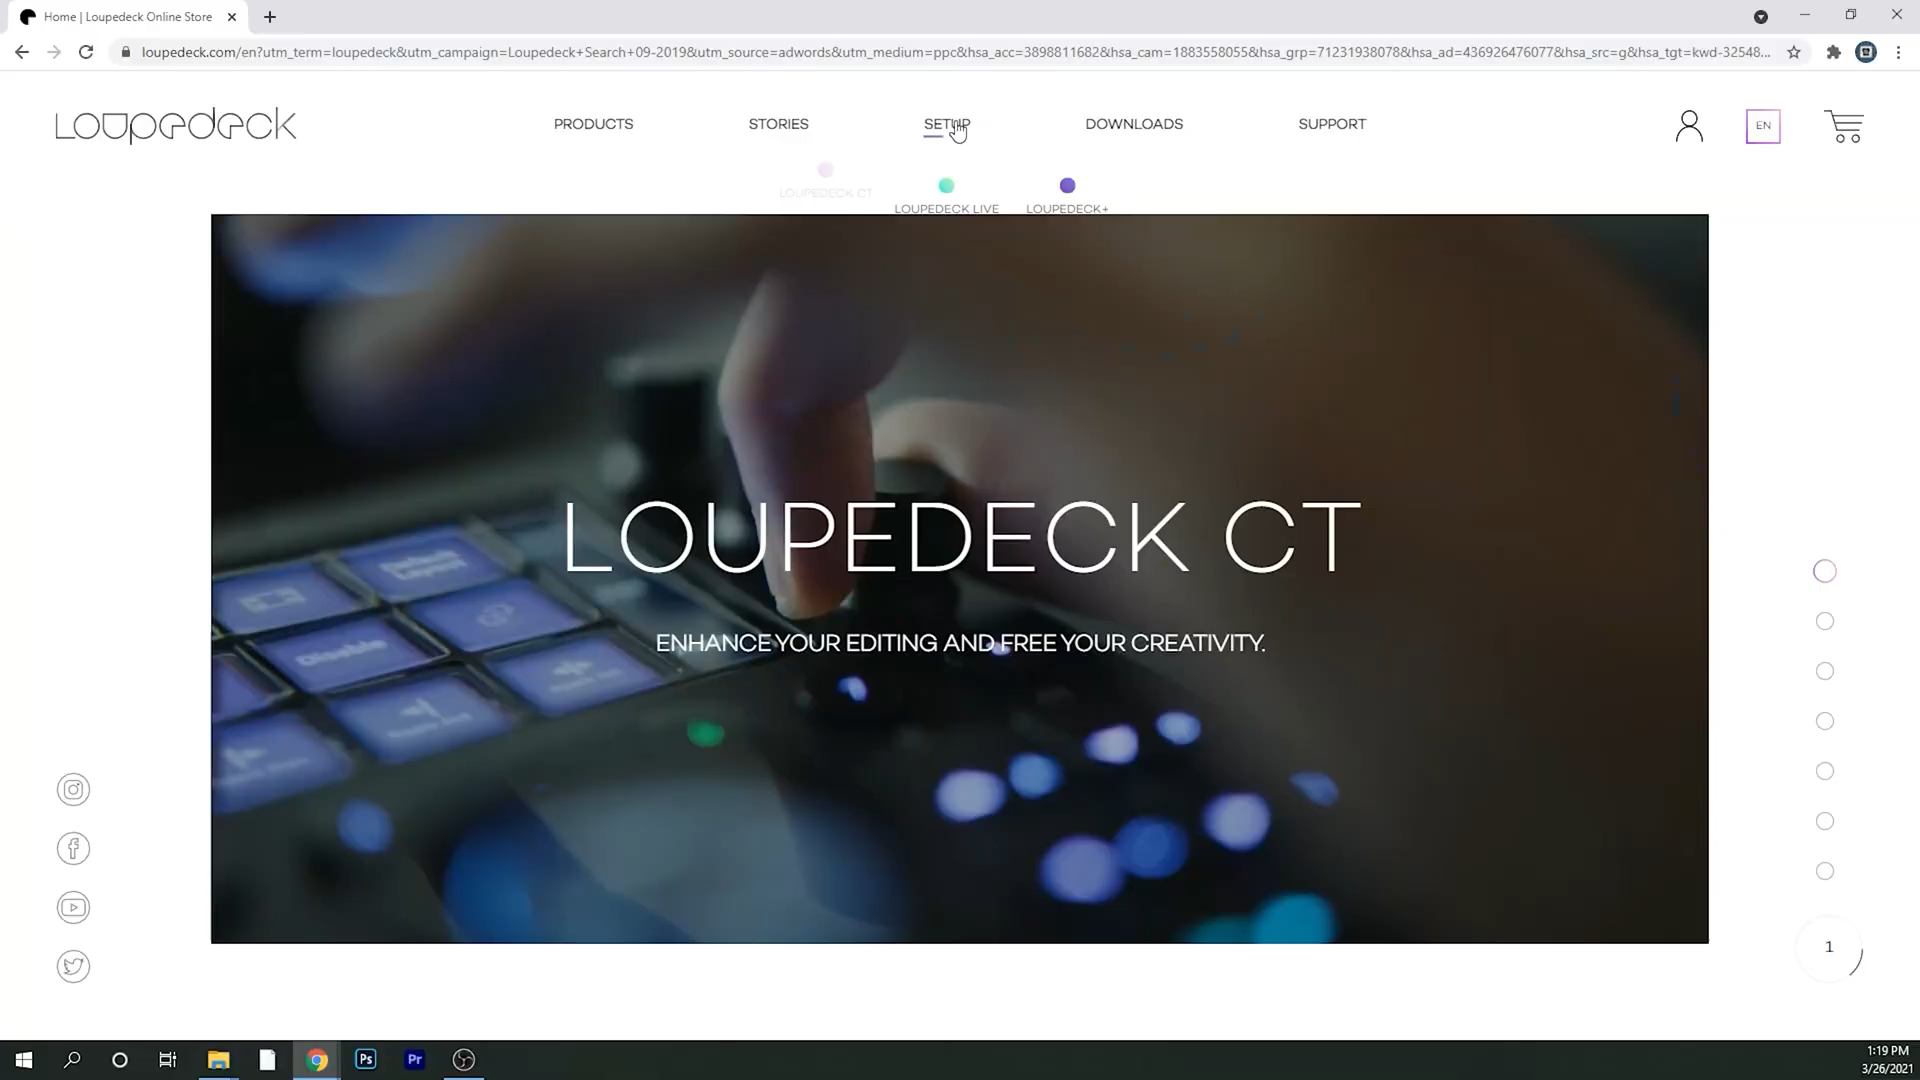 Home | Loupedeck Online Store
loupedeck.com/en?utm_term=loupedeck&utm_campaign=Loupedeck+Search+09-2019&utm_source=adwords&utm_medium=ppc&hsa_acc=3898811682&hsa_cam=1883558055&hsa_grp=71231938078&hsa_ad=436926476077&hsa_src=g&hsa_tgt=kwd-32548...
Loupedeck
PRODUCTS
STORIES
SETUP
DOWNLOADS
SUPPORT
EN
LOUPEDECK CT
LOUPEDECK LIVE
LOUPEDECK+
LOUPEDECK CT
ENHANCE YOUR EDITING AND FREE YOUR CREATIVITY.
Disable
1
Ps
Pr
1:19 PM
3/26/2021